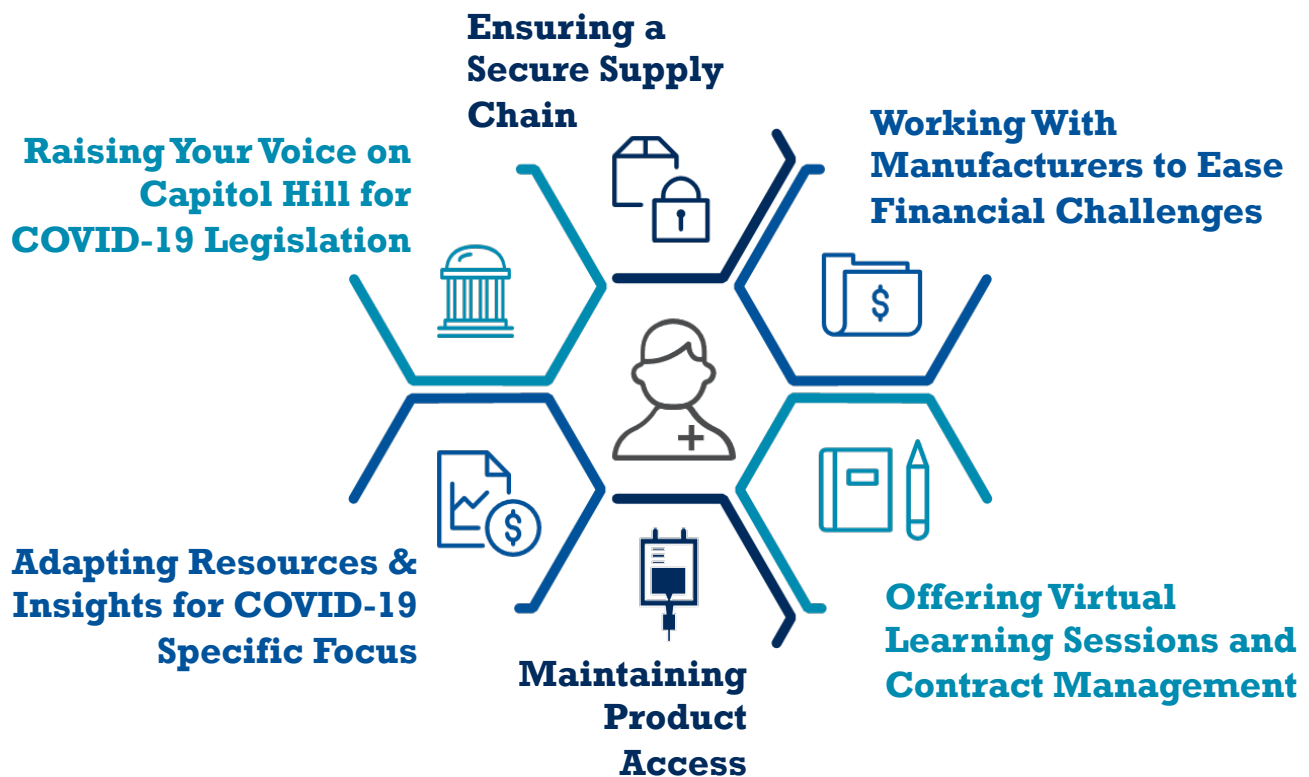 Ensuring a
Secure Supply
Chain
Working With
Manufacturers to Ease
Financial Challenges
Raising Your Voice on
Capitol Hill for
COVID-19 Legislation
$
$
Adapting Resources &
Insights for COVID-19
Specific Focus
Offering Virtual
Learning Sessions and
Contract Management
Maintaining
Product
Access